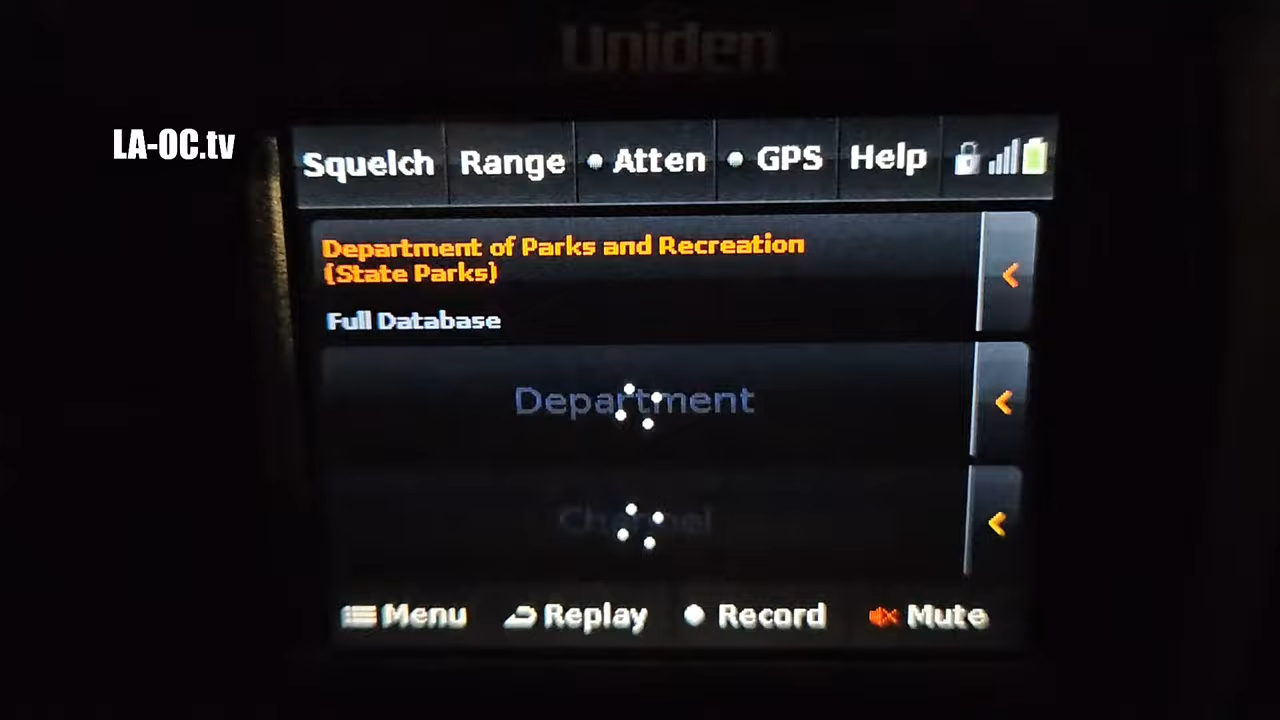 Uniden
LA-OC.tv
Squelch Range Atten GPS Help
Department of Parks and Recreation
(State Parks)
Full Database
Department
Channel
Menu Replay Record Mute